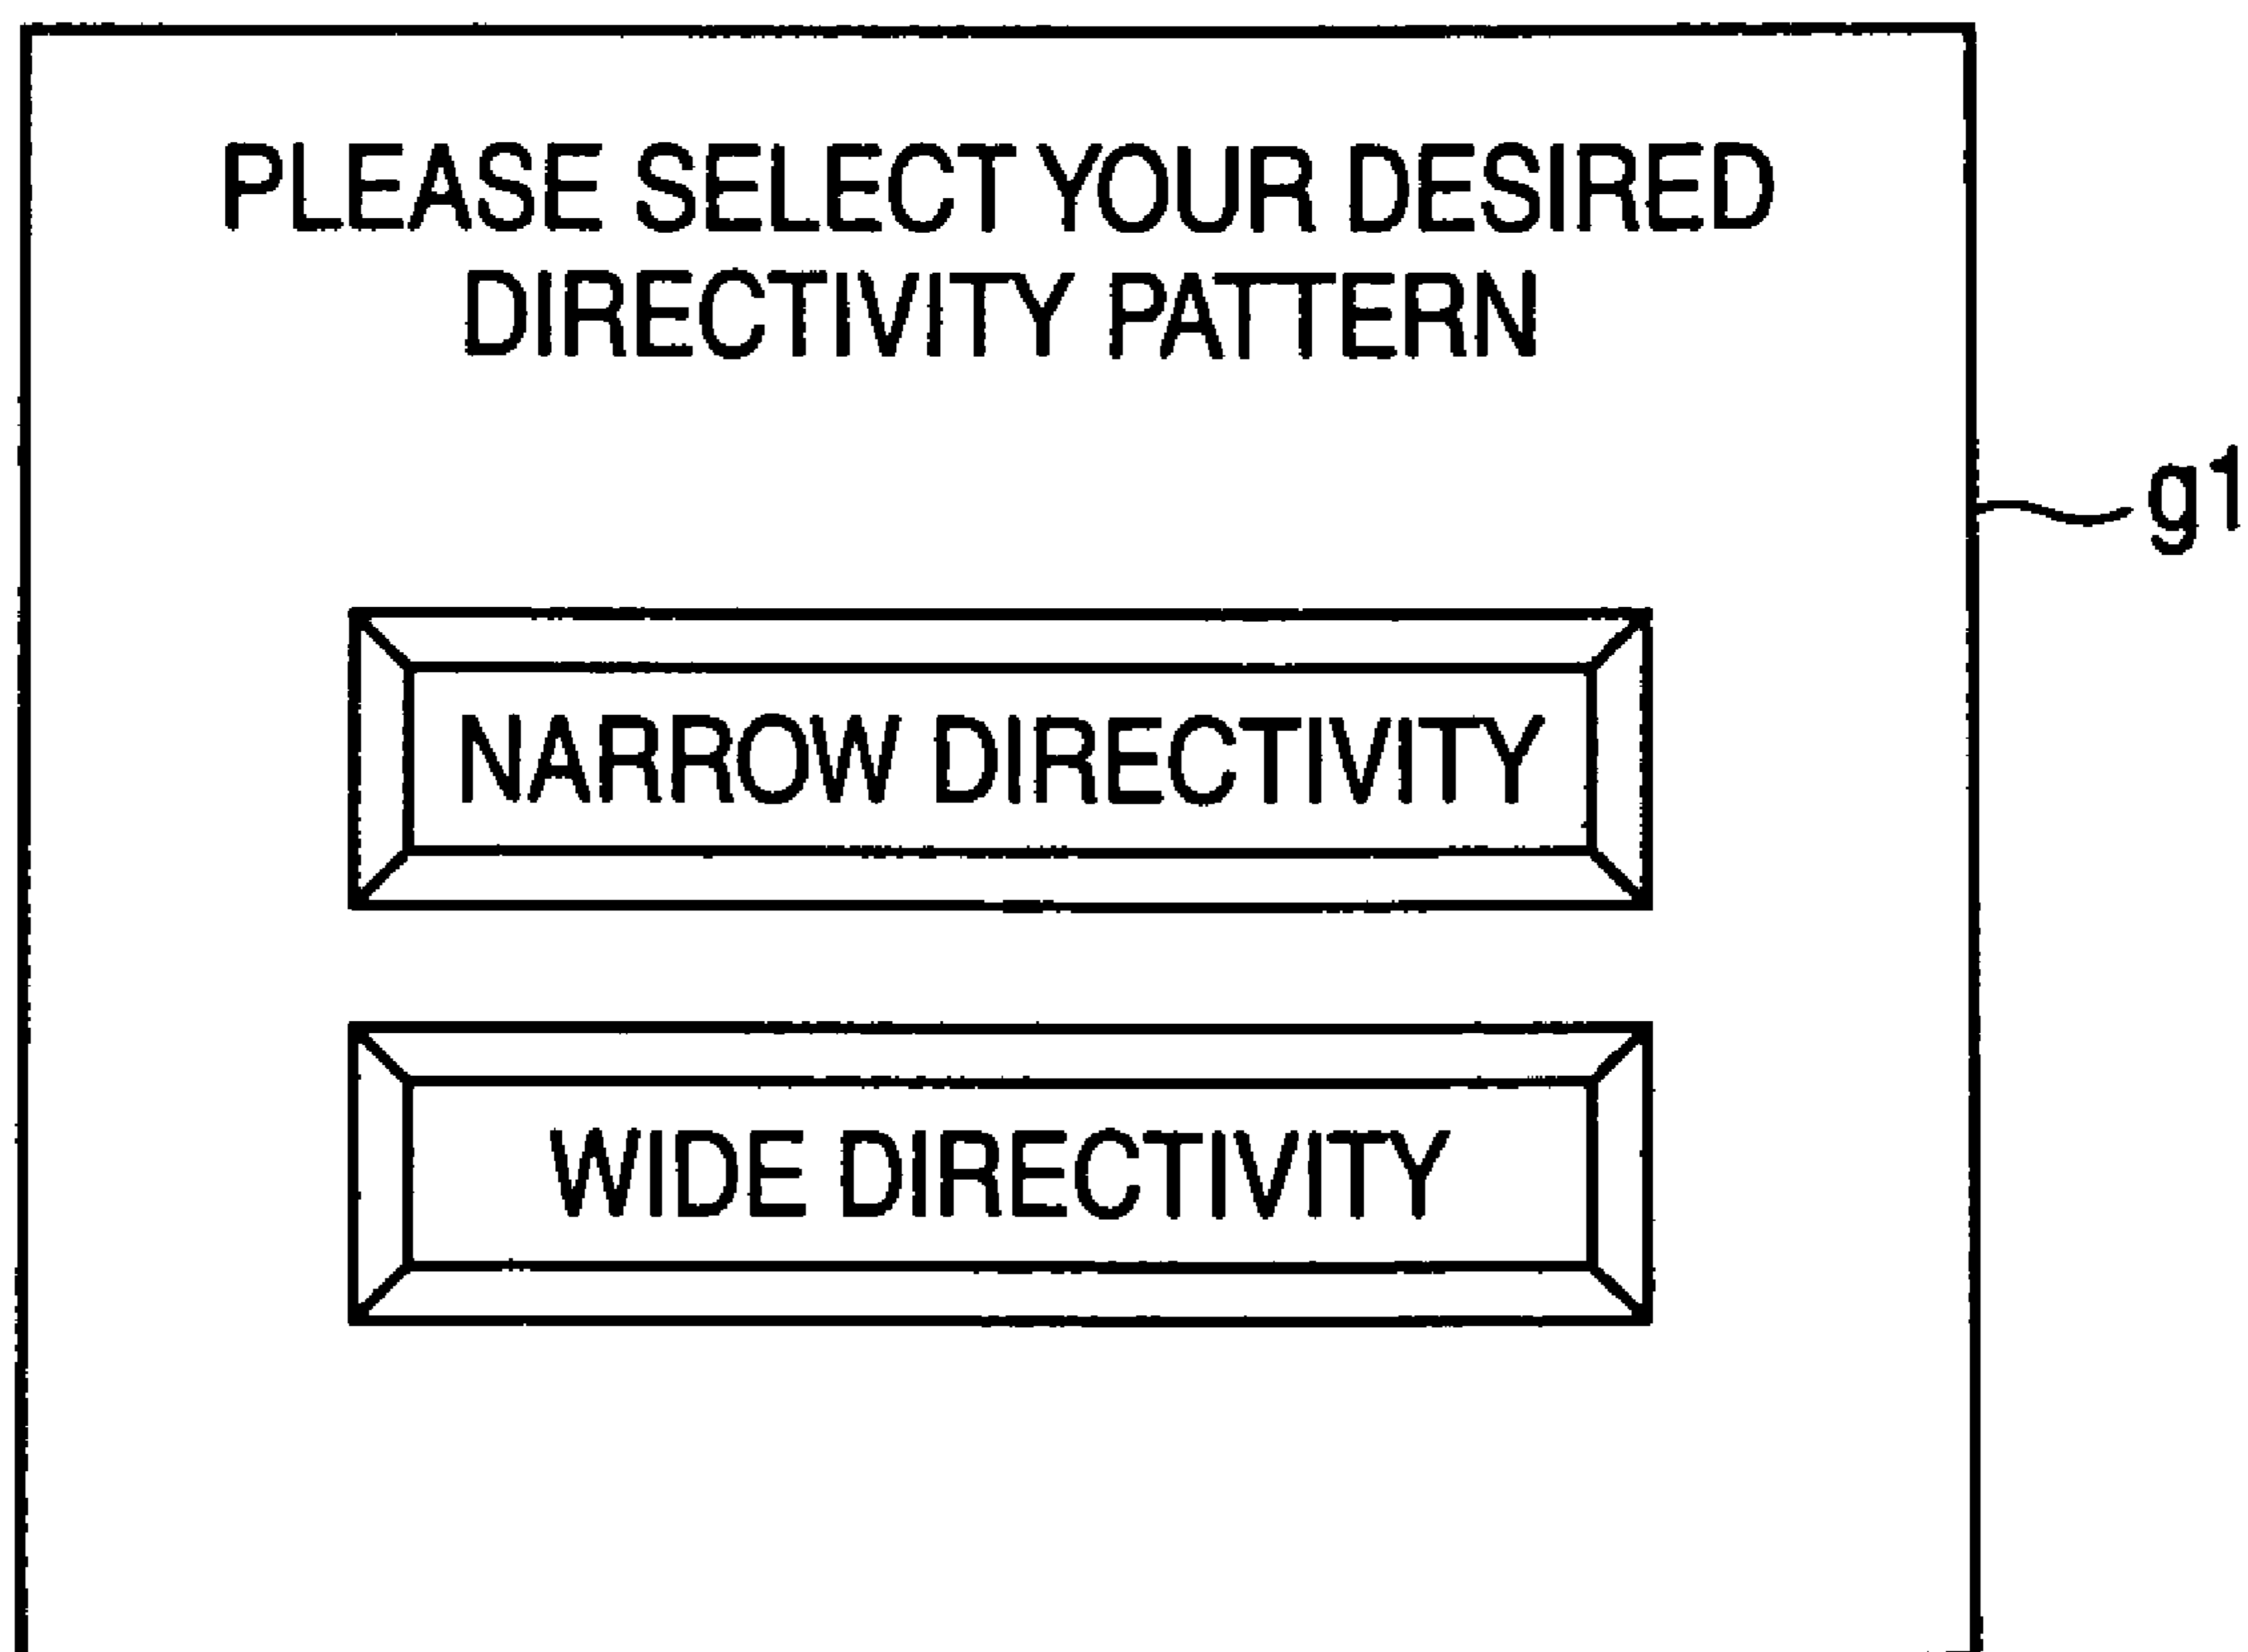 PLEASE SELECT YOUR DESIRED
DIRECTIVITY PATTERN
g1
NARROW DIRECTIVITY
WIDE DIRECTIVITY